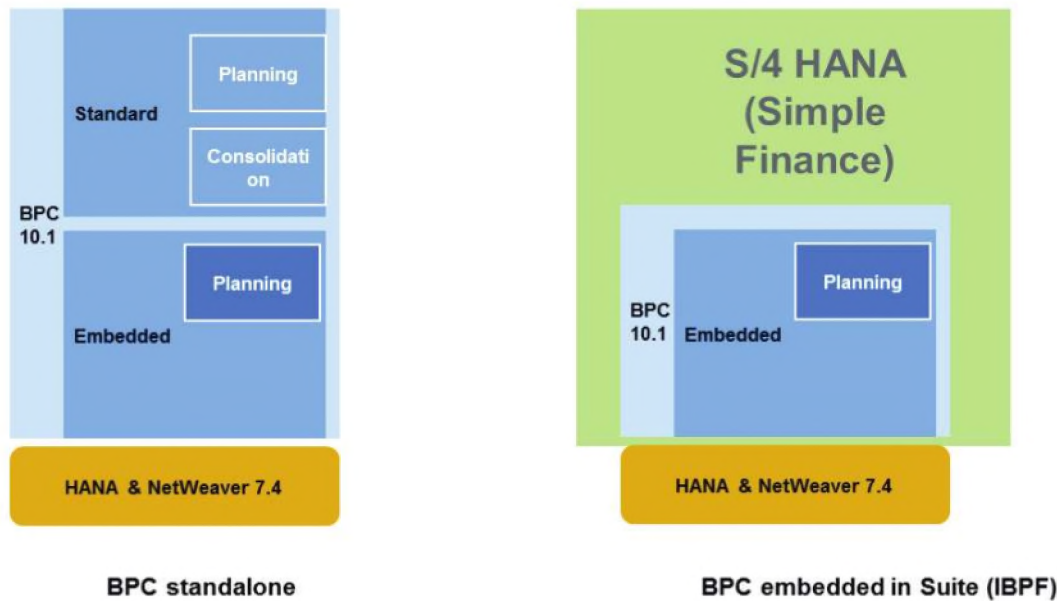 Planning
Standard
Consolidati
on
BPC
10.1
Planning
Embedded
HANA & NetWeaver 7.4
BPC standalone
S/4 HANA
(Simple
Finance)
Planning
BPC
10.1
Embedded
HANA & NetWeaver 7.4
BPC embedded in Suite (IBPF)